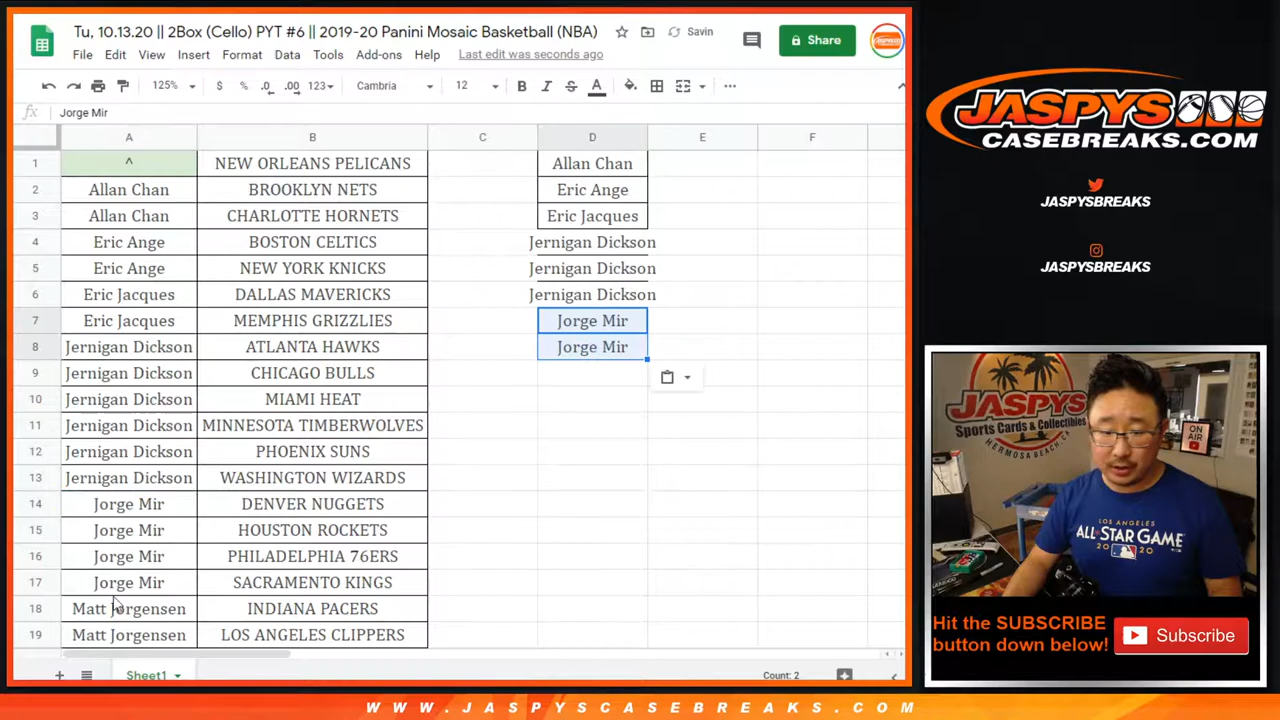 Tu, 10.13.20 || 2Box (Cello) PYT #6 || 2019-20 Panini Mosaic Basketball (NBA)
Savin
File Edit View Insert Format Data Tools Add-ons Help Last edit was seconds ago
Share
125% $ % .0 .00 123 Cambria 12 B I S A
fx Jorge Mir
A B C D E F
1 ^ NEW ORLEANS PELICANS Allan Chan
2 Allan Chan BROOKLYN NETS Eric Ange
3 Allan Chan CHARLOTTE HORNETS Eric Jacques
4 Eric Ange BOSTON CELTICS Jernigan Dickson
5 Eric Ange NEW YORK KNICKS Jernigan Dickson
6 Eric Jacques DALLAS MAVERICKS Jernigan Dickson
7 Eric Jacques MEMPHIS GRIZZLIES Jorge Mir
8 Jernigan Dickson ATLANTA HAWKS Jorge Mir
9 Jernigan Dickson CHICAGO BULLS
10 Jernigan Dickson MIAMI HEAT
11 Jernigan Dickson MINNESOTA TIMBERWOLVES
12 Jernigan Dickson PHOENIX SUNS
13 Jernigan Dickson WASHINGTON WIZARDS
14 Jorge Mir DENVER NUGGETS
15 Jorge Mir HOUSTON ROCKETS
16 Jorge Mir PHILADELPHIA 76ERS
17 Jorge Mir SACRAMENTO KINGS
18 Matt Jorgensen INDIANA PACERS
19 Matt Jorgensen LOS ANGELES CLIPPERS
Sheet1
Count: 2
JASPYS
CASEBREAKS.COM
JASPYSBREAKS
JASPYSBREAKS
JASPYS
Sports Cards & Collectibles
HERMOSA BEACH, CA
ON AIR
LOS ANGELES
ALL-STAR GAME
2020
Hit the SUBSCRIBE
button down below!
Subscribe
WWW.JASPYSCASEBREAKS.COM